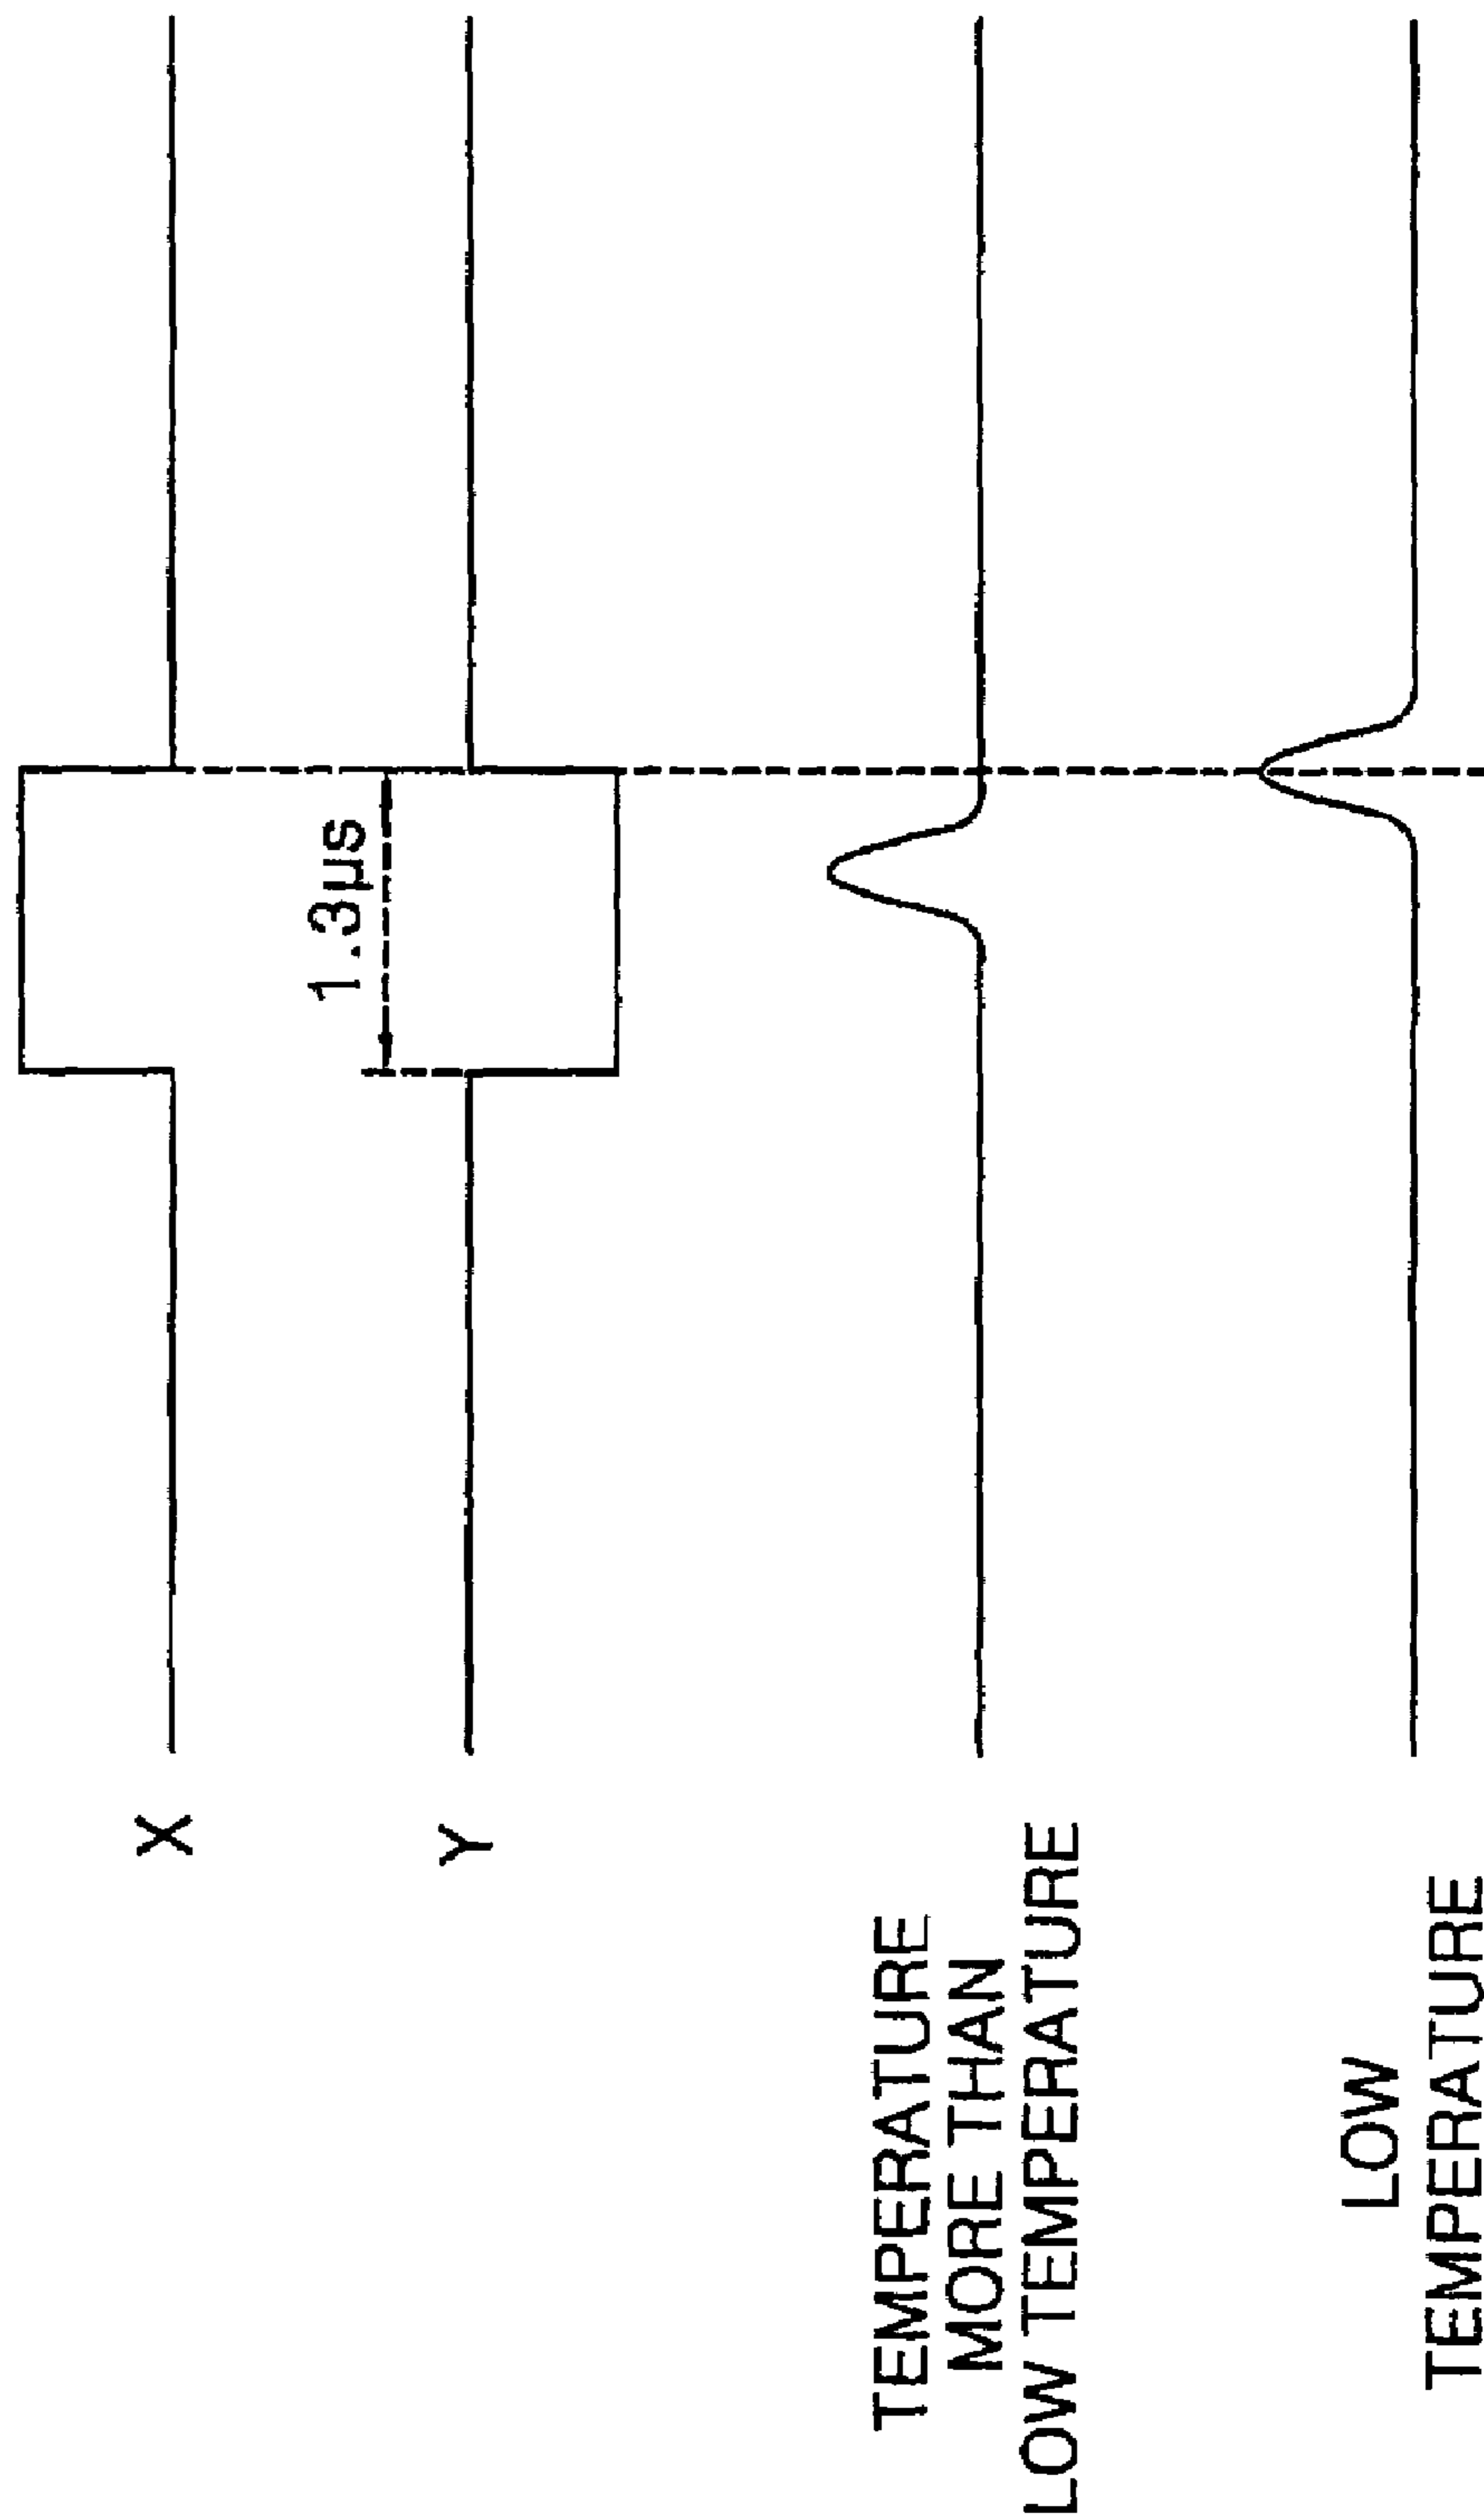 X
1.3μs
Y
TEMPERATURE
MORE THAN
LOW TEMPERATURE
LOW
TEMPERATURE